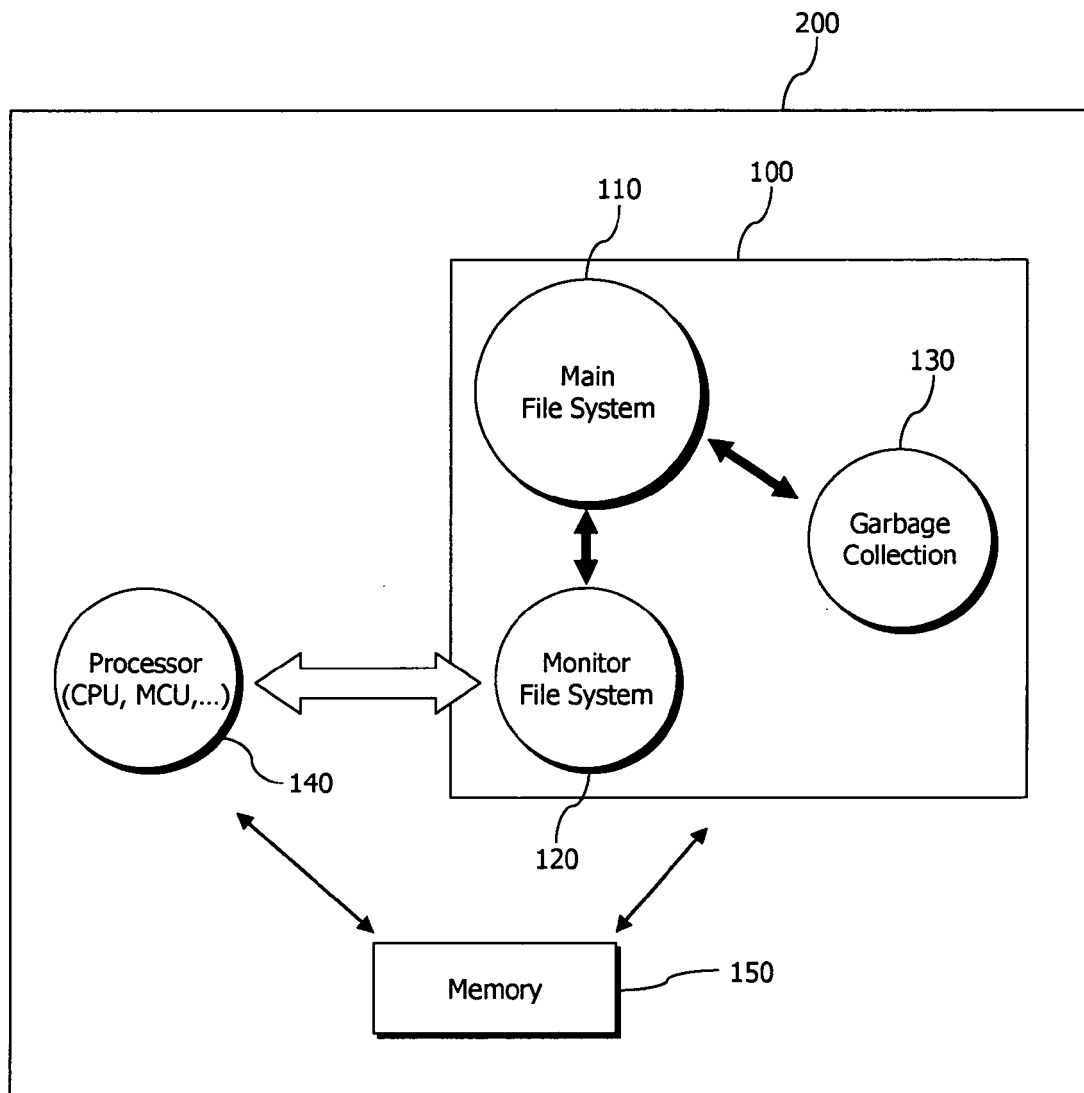 200
100
110
Main
File System
130
Garbage
Collection
Processor
(CPU, MCU,...)
140
Monitor
File System
120
Memory
150